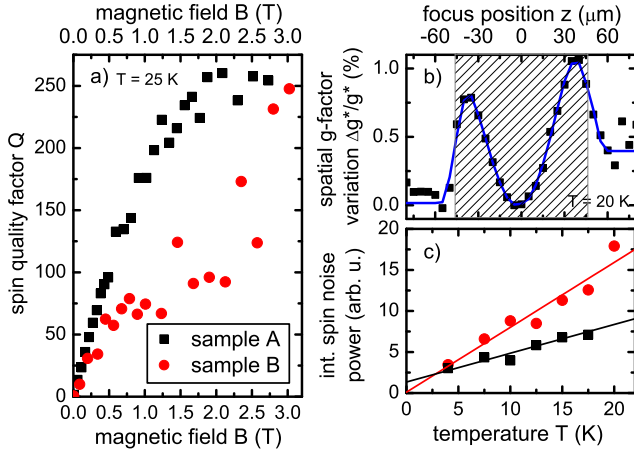 magnetic field B (T)
0.0 0.5 1.0 1.5 2.0 2.5 3.0
spin quality factor Q
0
50
100
150
200
250
a) T = 25 K
sample A
sample B
0.0 0.5 1.0 1.5 2.0 2.5 3.0
magnetic field B (T)
focus position z (μm)
-60 -30 0 30 60
spatial g-factor
variation Δg*/g* (%)
0.0
0.5
1.0
b)
T = 20 K
c)
int. spin noise
power (arb. u.)
0
5
10
15
20
0 5 10 15 20
temperature T (K)